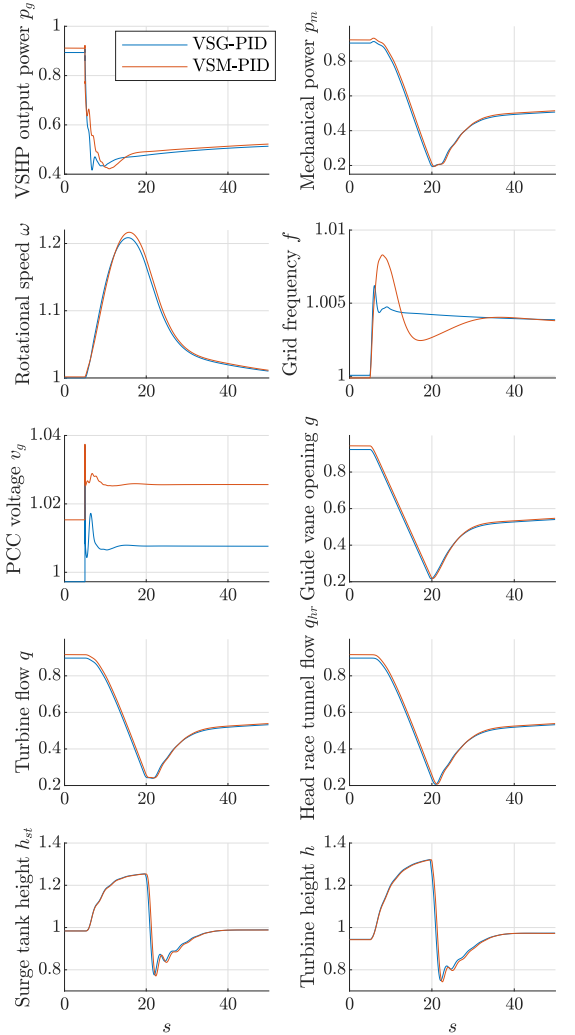 VSHP output power p_g
1
0.8
0.6
0.4
0 20 40
VSG-PID
VSM-PID
Mechanical power p_m
0.8
0.6
0.4
0.2
0 20 40
Rotational speed ω
1.2
1.1
1
0 20 40
Grid frequency f
1.01
1.005
1
0 20 40
PCC voltage v_g
1.04
1.02
1
0 20 40
Guide vane opening g
0.8
0.6
0.4
0.2
0 20 40
Turbine flow q
0.8
0.6
0.4
0.2
0 20 40
Head race tunnel flow q_hr
0.8
0.6
0.4
0.2
0 20 40
Surge tank height h_st
1.4
1.2
1
0.8
0 20 40
s
Turbine height h
1.4
1.2
1
0.8
0 20 40
s